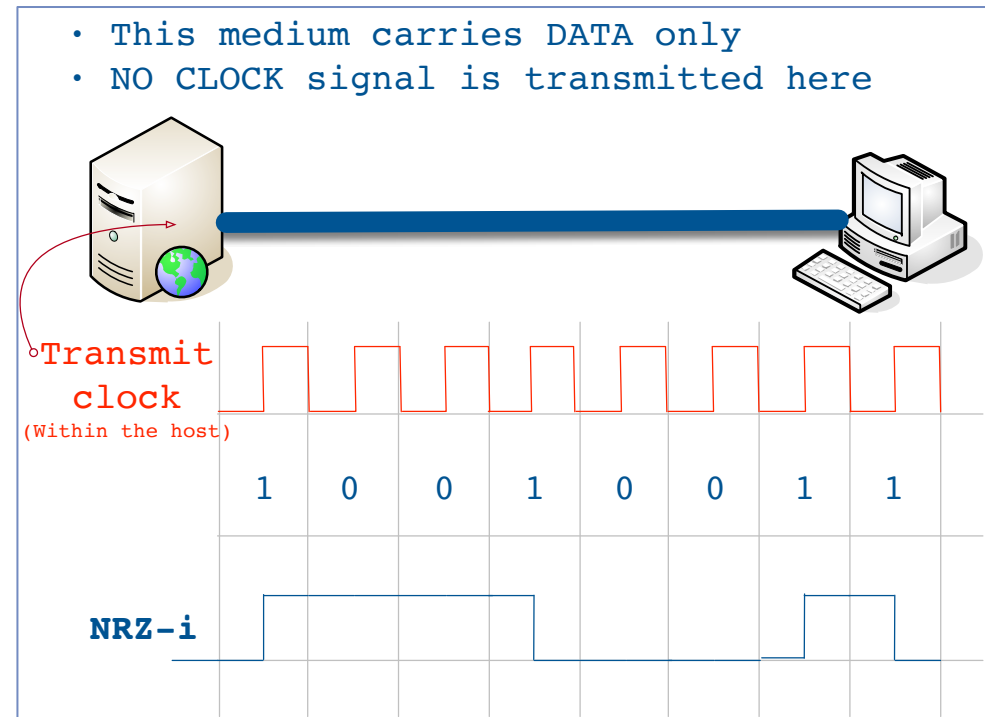 • This medium carries DATA only
• NO CLOCK signal is transmitted here
Transmit
clock
(Within the host)
1 0 0 1 0 0 1 1
NRZ-i